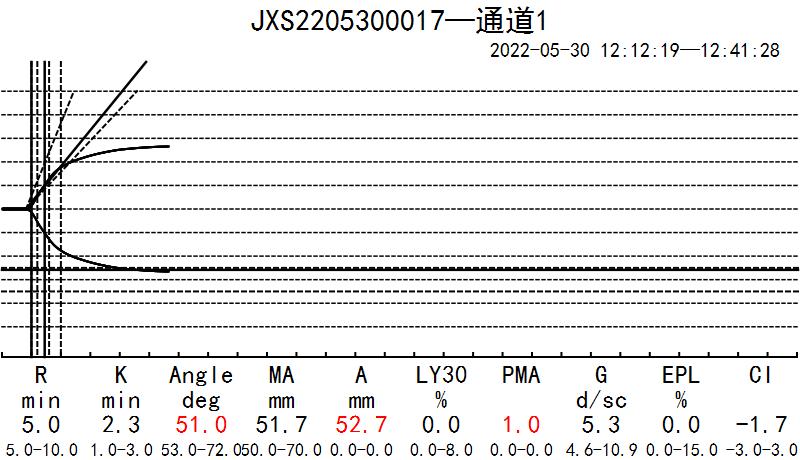 JXS2205300017—通道1
2022-05-30 12:12:19—12:41:28
R K Angle MA A LY30 PMA G EPL CI
min min deg mm mm % d/sc %
5.0 2.3 51.0 51.7 52.7 0.0 1.0 5.3 0.0 -1.7
5.0-10.0 1.0-3.0 53.0-72.0 50.0-70.0 0.0-0.0 0.0-8.0 0.0-0.0 4.6-10.9 0.0-15.0 -3.0-3.0